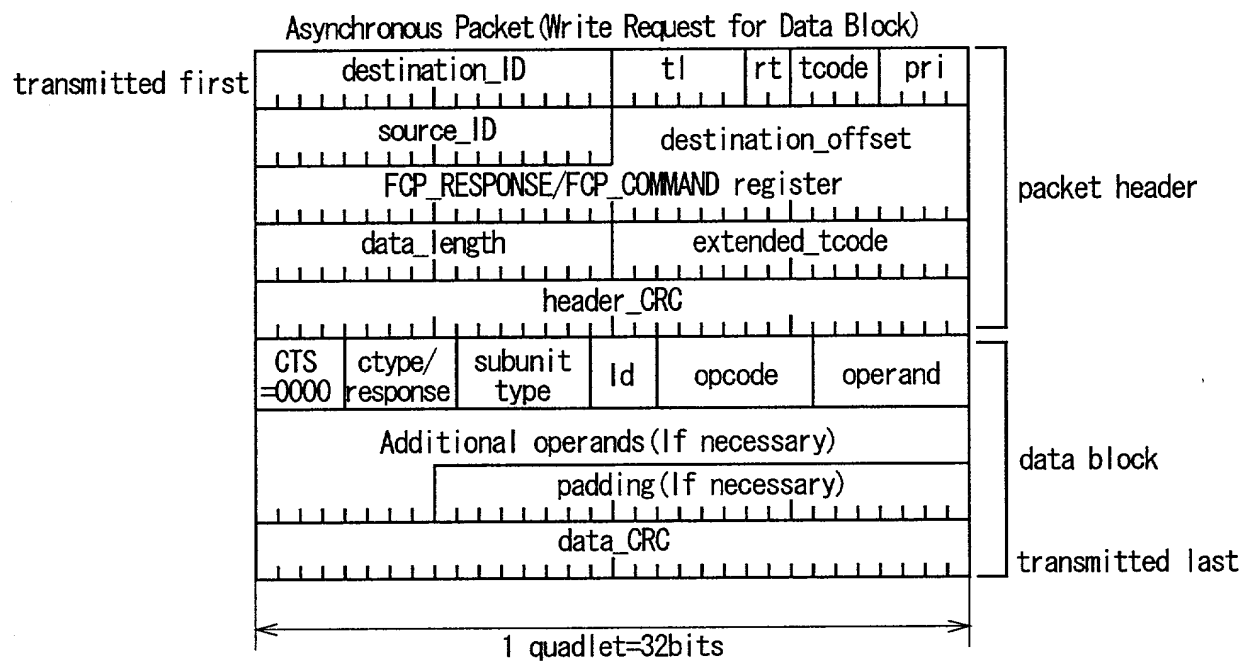 Asynchronous Packet(Write Request for Data Block)
transmitted first
destination_ID tl rt tcode pri
source_ID destination_offset
FCP_RESPONSE/FCP_COMMAND register
packet header
data_length extended_tcode
header_CRC
CTS =0000 ctype/ response subunit type Id opcode operand
Additional operands(If necessary)
data block
padding(If necessary)
data_CRC
transmitted last
1 quadlet=32bits